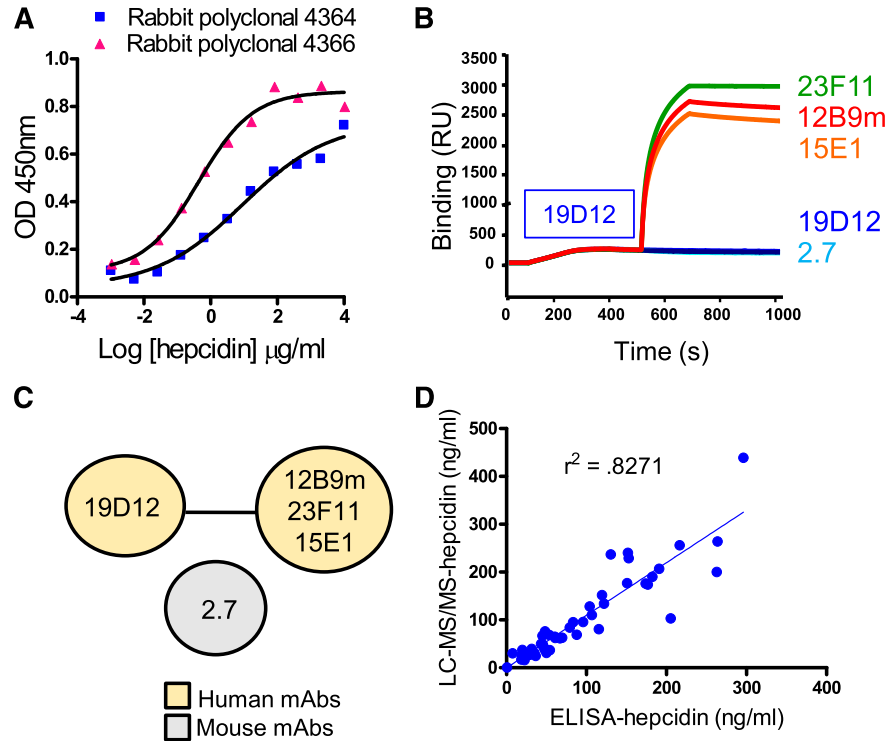 A
Rabbit polyclonal 4364
Rabbit polyclonal 4366
1.0
0.8
0.6
0.4
0.2
0.0
OD 450nm
-4
-2
0
2
4
Log [hepcidin] µg/ml
B
3500
3000
2500
2000
1500
1000
500
0
Binding (RU)
19D12
23F11
12B9m
15E1
19D12
2.7
0
200
400
600
800
1000
Time (s)
C
19D12
12B9m
23F11
15E1
2.7
Human mAbs
Mouse mAbs
D
500
400
300
200
100
0
LC-MS/MS-hepcidin (ng/ml)
r² = .8271
0
100
200
300
400
ELISA-hepcidin (ng/ml)